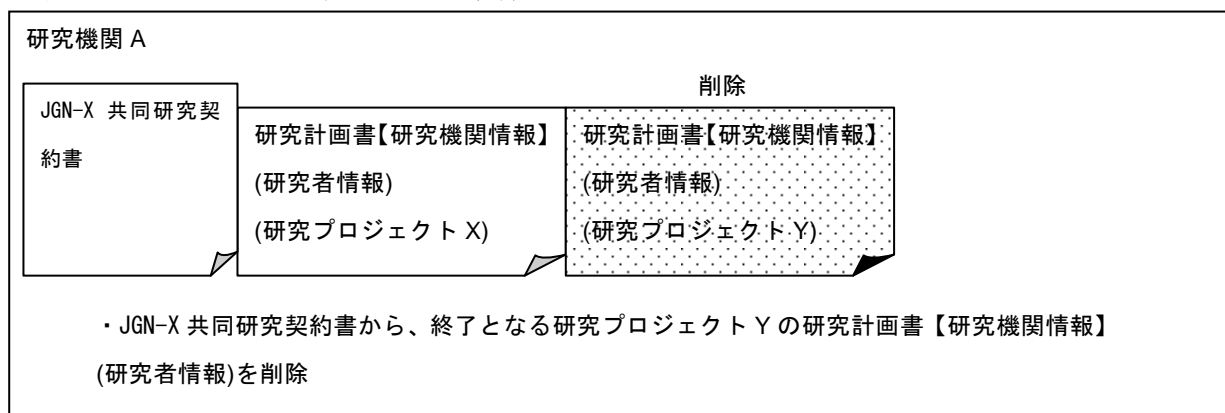 研究機関 A
削除
JGN-X 共同研究契
約書
研究計画書【研究機関情報】
(研究者情報)
(研究プロジェクト X)
研究計画書【研究機関情報】
(研究者情報)
(研究プロジェクト Y)
・JGN-X 共同研究契約書から、終了となる研究プロジェクト Y の研究計画書【研究機関情報】
(研究者情報)を削除